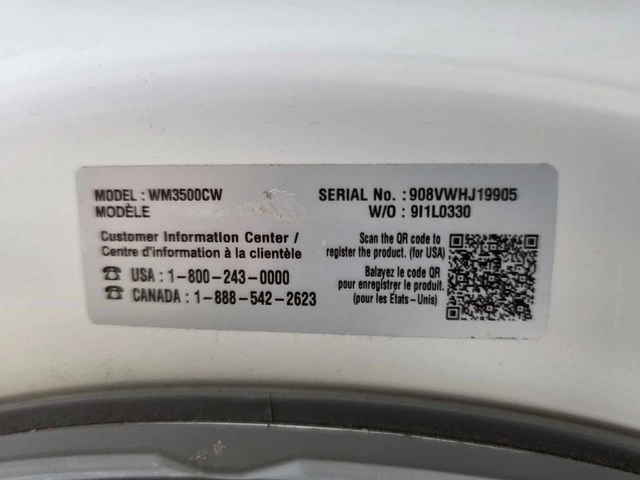 MODEL : WM3500CW
MODÈLE
SERIAL No. : 908VWHJ19905
W/O : 9I1L0330
Customer Information Center /
Centre d'information à la clientèle
☎ USA : 1-800-243-0000
☎ CANADA : 1-888-542-2623
Scan the QR code to
register the product. (for USA)
Balayez le code QR
pour enregistrer le produit.
(pour les États-Unis)